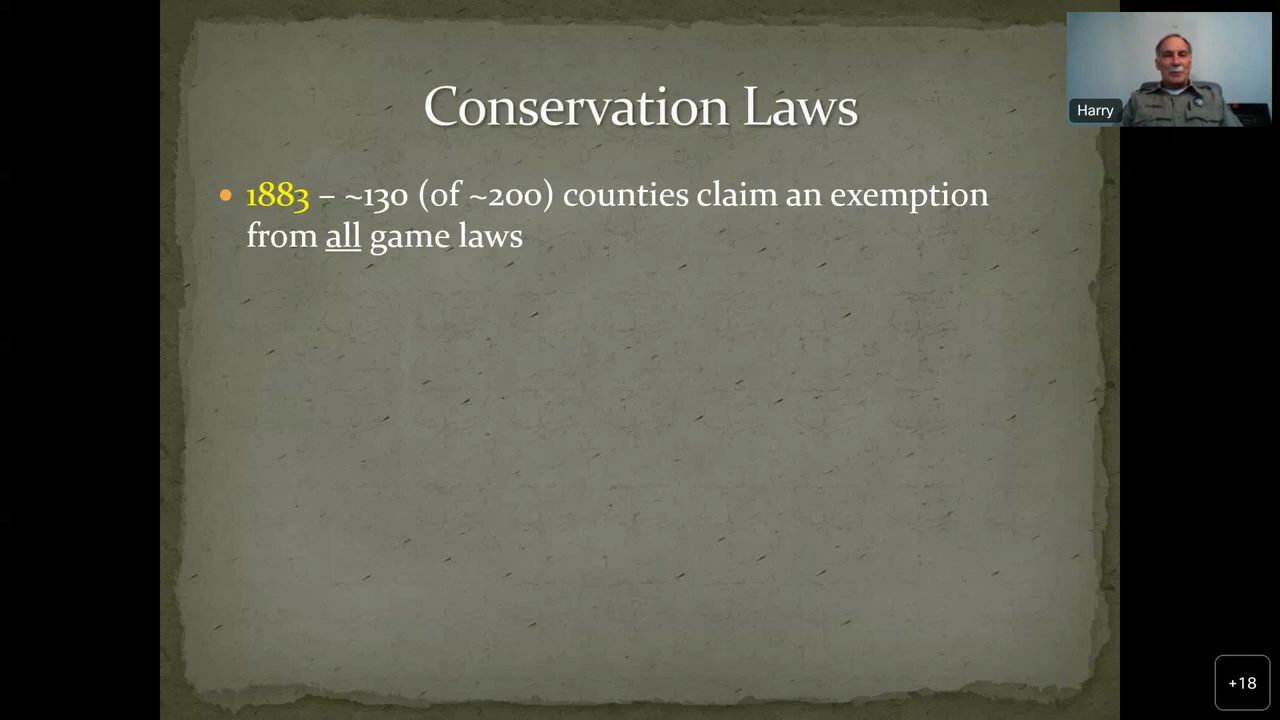 Conservation Laws
Harry
• 1883 – ~130 (of ~200) counties claim an exemption
from all game laws
+18